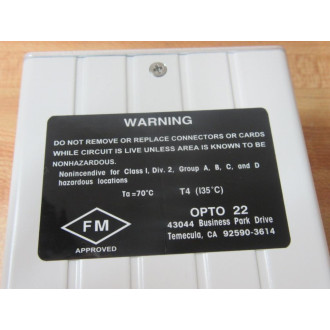 WARNING
DO NOT REMOVE OR REPLACE CONNECTORS OR CARDS
WHILE CIRCUIT IS LIVE UNLESS AREA IS KNOWN TO BE
NONHAZARDOUS.
Nonincendive for Class I, Div. 2, Group A, B, C, and D
hazardous locations
Ta =70°C T4 (135°C)
FM
APPROVED
OPTO 22
43044 Business Park Drive
Temecula, CA 92590-3614